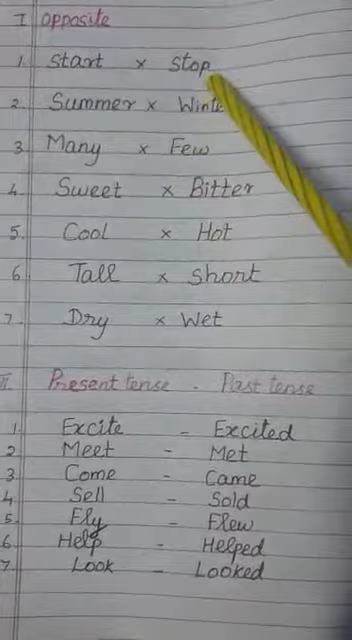 I Opposite
1. Start x Stop
2. Summer x
3 Many x Few
4. Sweet x Bitter
5. Cool x Hot
6. Tall x Short
7. Dry x Wet
II. Present tense - Past tense
1. Excite - Excited
2 Meet - Met
3 Come - Came
4 Sell - Sold
5. Fly - Flew
6 Help - Helped
7. Look - Looked